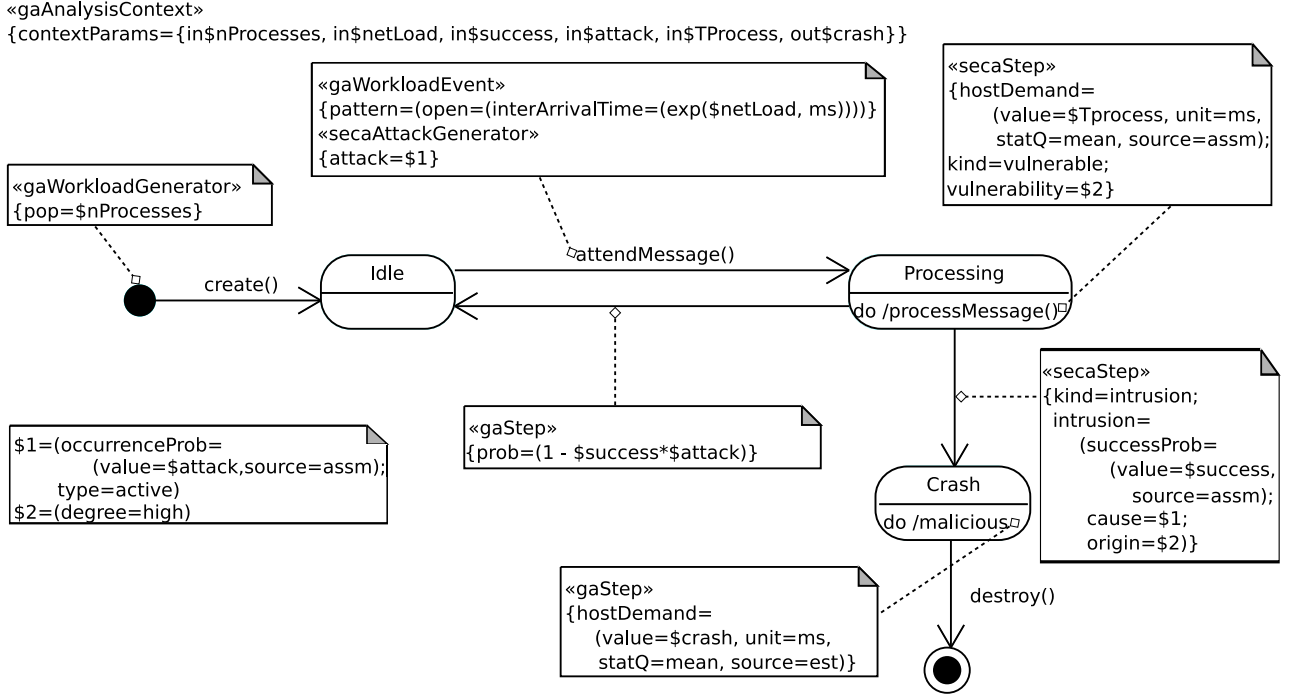 «gaAnalysisContext»
{contextParams={in$nProcesses, in$netLoad, in$success, in$attack, in$TProcess, out$crash}}
«gaWorkloadEvent»
{pattern=(open=(interArrivalTime=(exp($netLoad, ms))))}
«secaAttackGenerator»
{attack=$1}
«secaStep»
{hostDemand=
(value=$Tprocess, unit=ms,
statQ=mean, source=assm);
kind=vulnerable;
vulnerability=$2}
«gaWorkloadGenerator»
{pop=$nProcesses}
create()
Idle
attendMessage()
Processing
do /processMessage()
«secaStep»
{kind=intrusion;
intrusion=
(successProb=
(value=$success,
source=assm);
cause=$1;
origin=$2)}
«gaStep»
{prob=(1 - $success*$attack)}
$1=(occurrenceProb=
(value=$attack,source=assm);
type=active)
$2=(degree=high)
Crash
do /malicious
«gaStep»
{hostDemand=
(value=$crash, unit=ms,
statQ=mean, source=est)}
destroy()